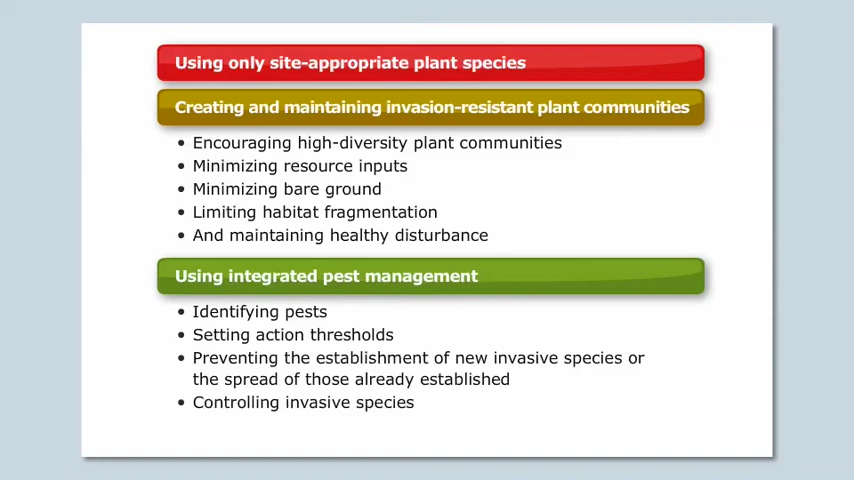 Using only site-appropriate plant species
Creating and maintaining invasion-resistant plant communities
• Encouraging high-diversity plant communities
• Minimizing resource inputs
• Minimizing bare ground
• Limiting habitat fragmentation
• And maintaining healthy disturbance
Using integrated pest management
• Identifying pests
• Setting action thresholds
• Preventing the establishment of new invasive species or
the spread of those already established
• Controlling invasive species